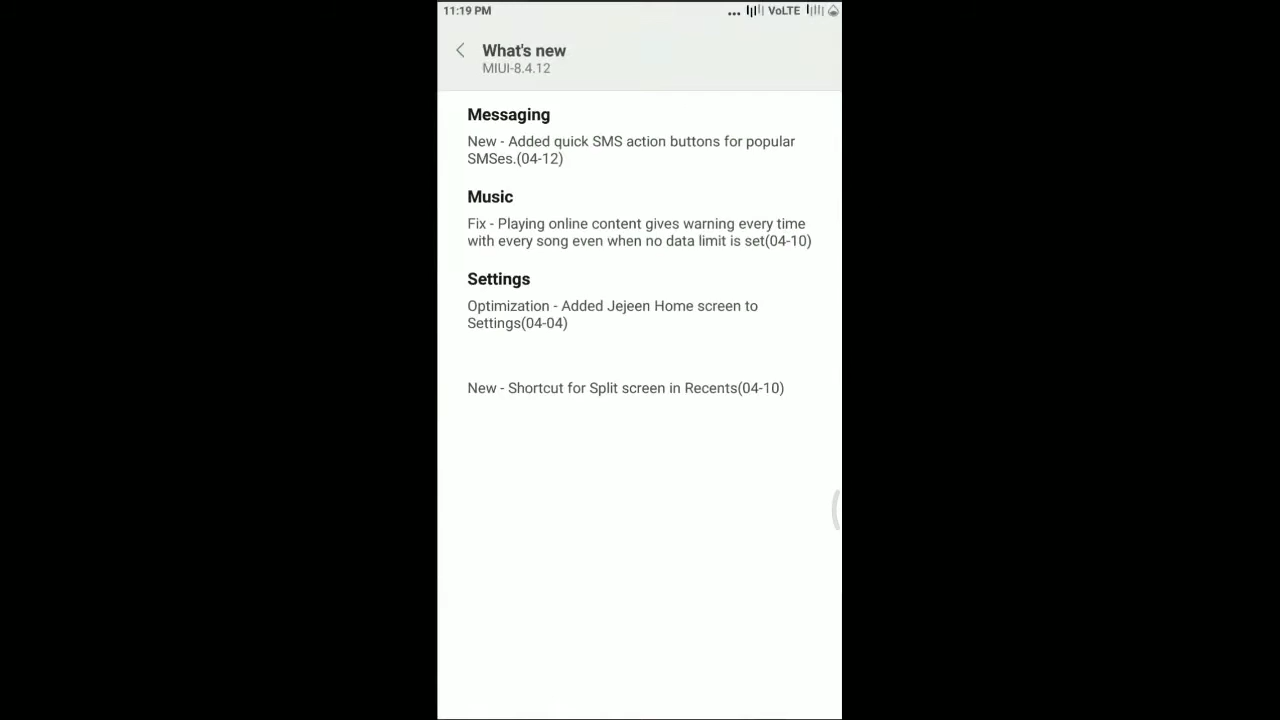 11:19 PM
... VoLTE
What's new
MIUI-8.4.12
Messaging
New - Added quick SMS action buttons for popular
SMSes.(04-12)
Music
Fix - Playing online content gives warning every time
with every song even when no data limit is set(04-10)
Settings
Optimization - Added Jejeen Home screen to
Settings(04-04)
New - Shortcut for Split screen in Recents(04-10)